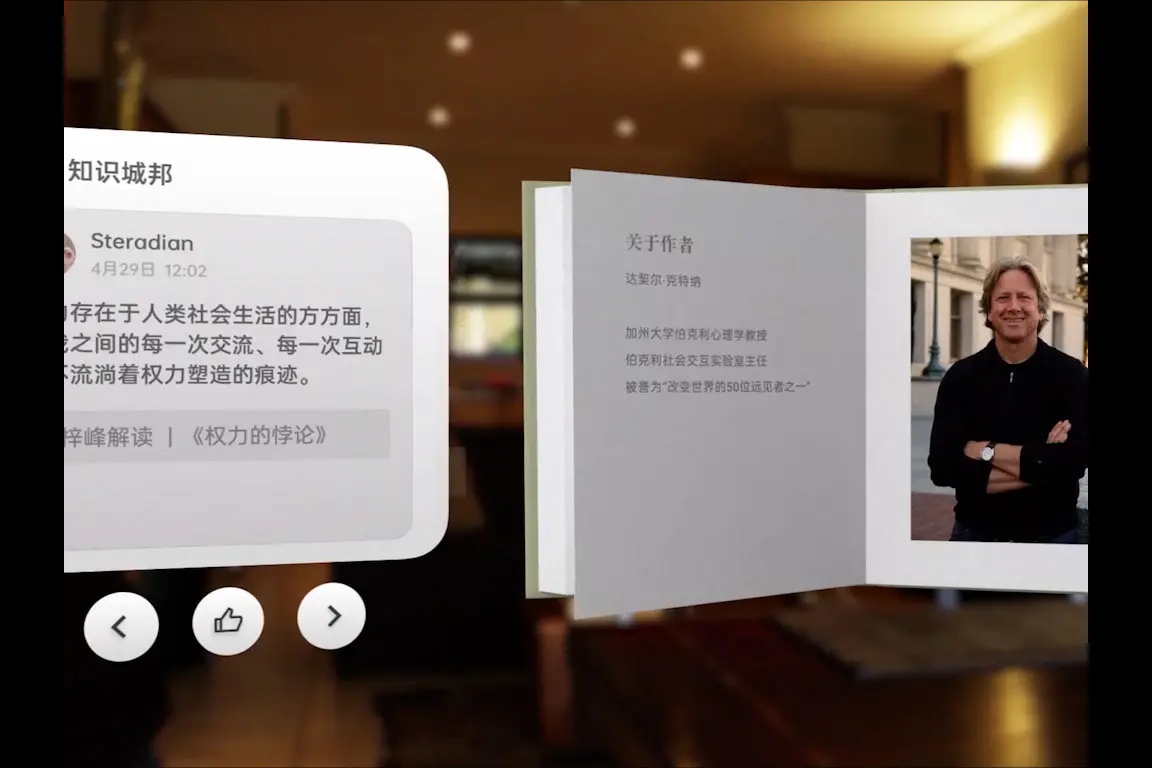 知识城邦
Steradian
4月29日 12:02
存在于人类社会生活的方方面，
之间的每一次交流、每一次互动
流淌着权力塑造的痕迹。
梓峰解读 | 《权力的悖论》
关于作者
达契尔·克特纳
加州大学伯克利心理学教授
伯克利社会交互实验室主任
被誉为“改变世界的50位远见者之一”